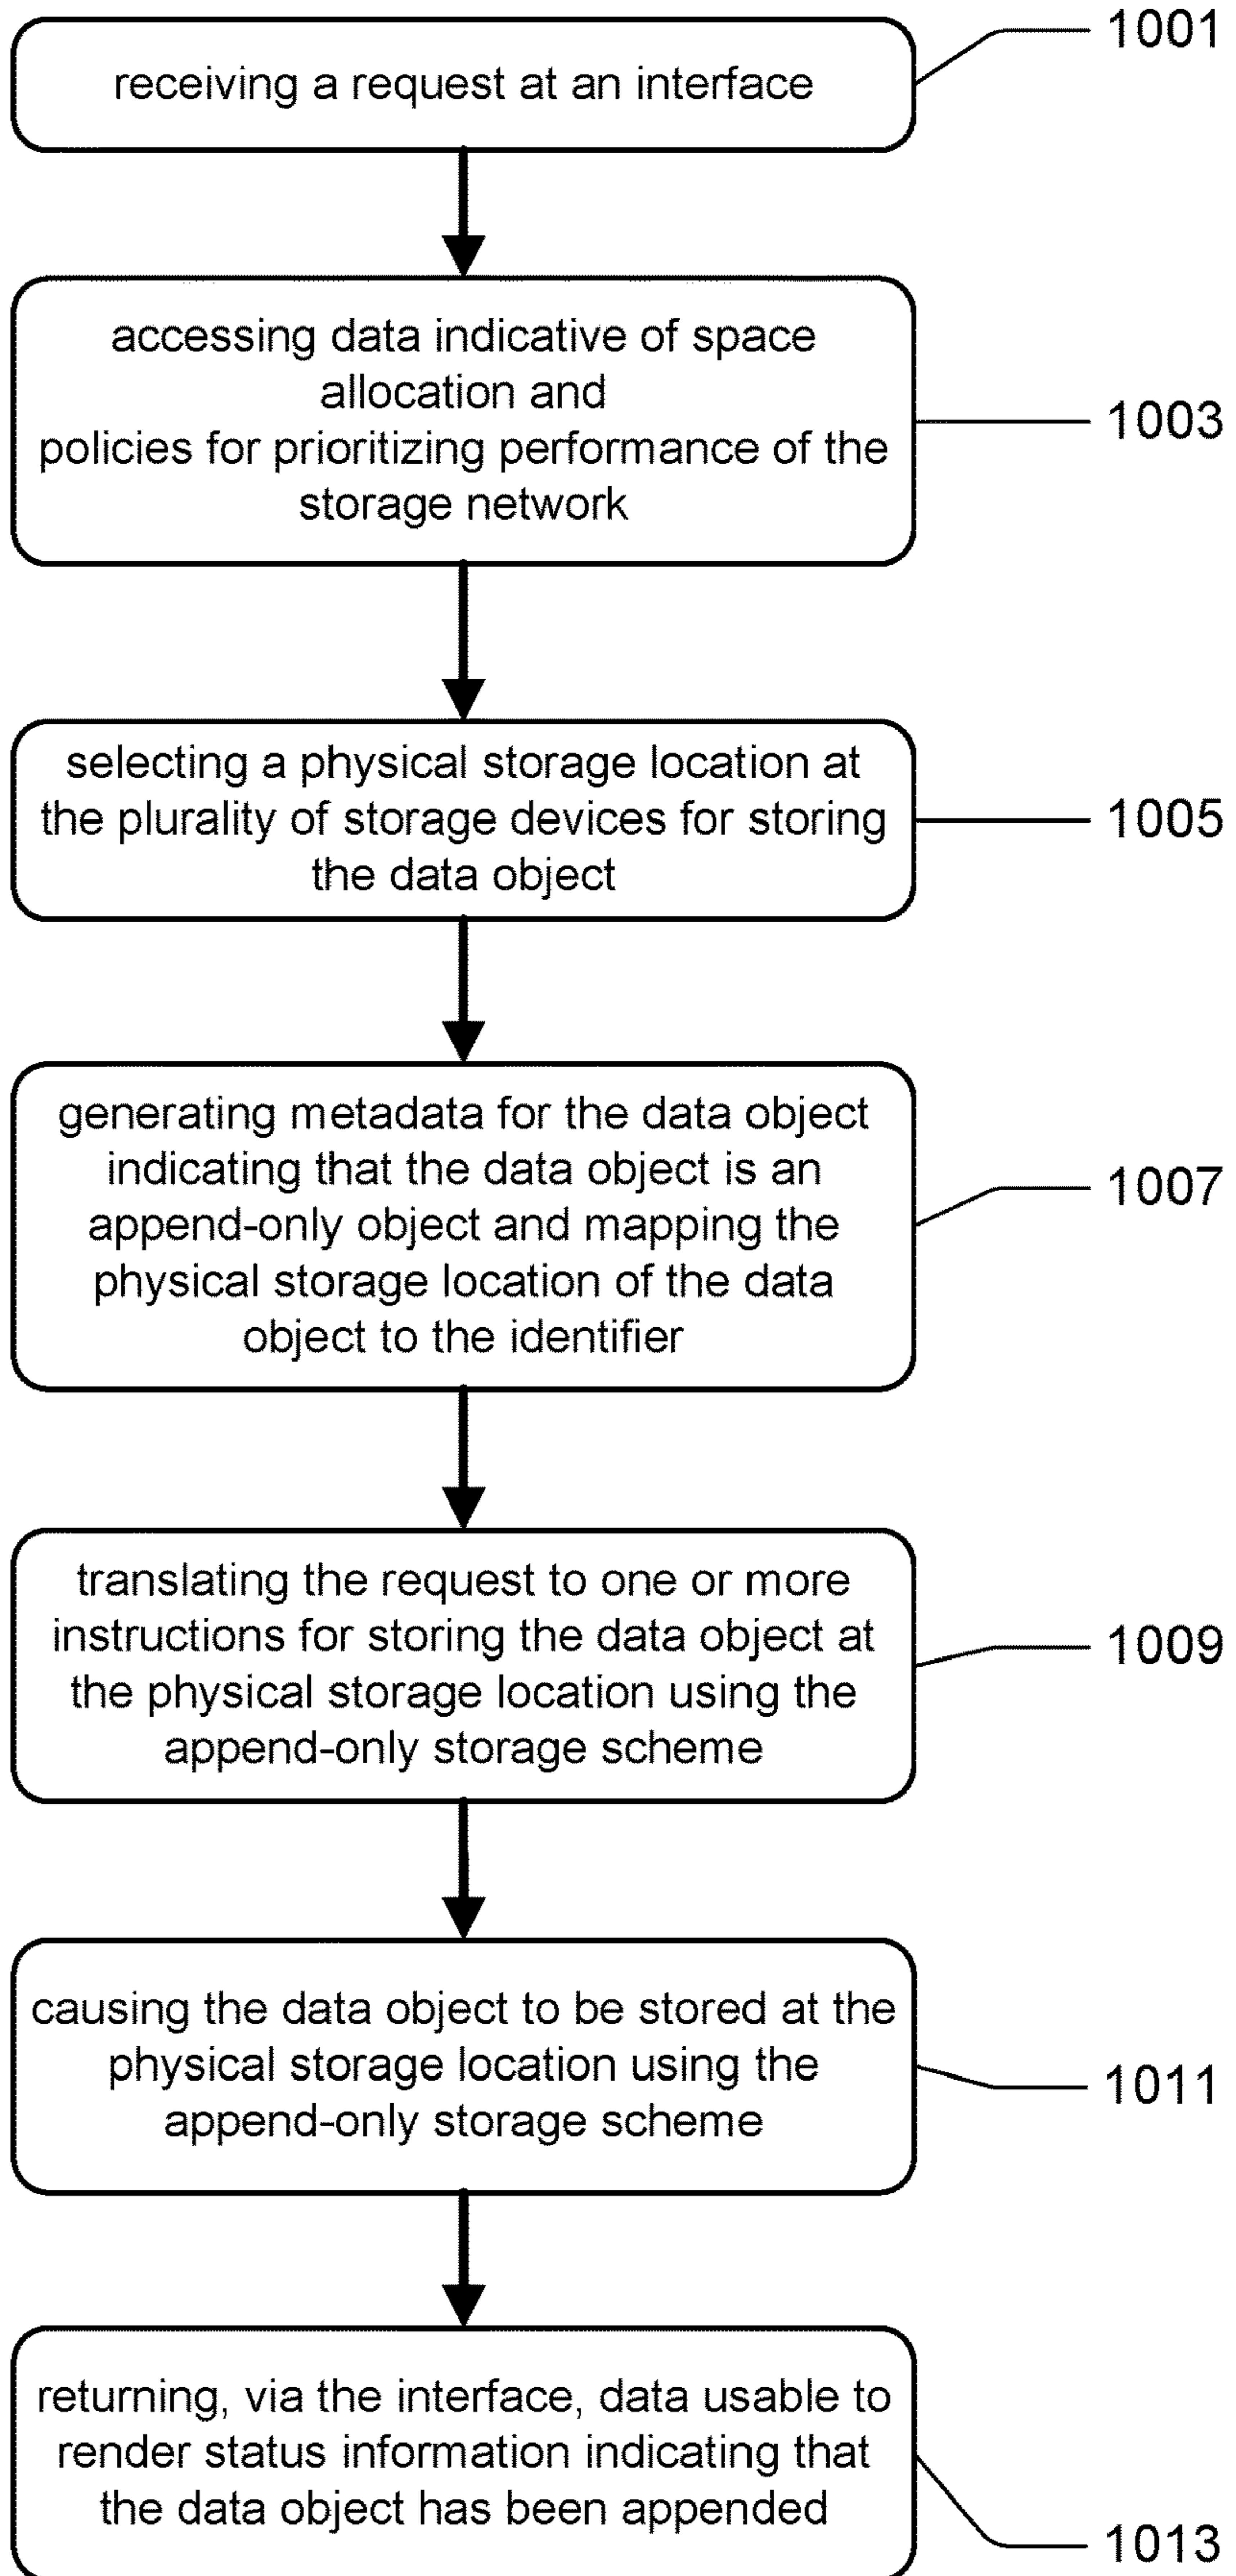 receiving a request at an interface
1001
accessing data indicative of space
allocation and
policies for prioritizing performance of the
storage network
1003
selecting a physical storage location at
the plurality of storage devices for storing
the data object
1005
generating metadata for the data object
indicating that the data object is an
append-only object and mapping the
physical storage location of the data
object to the identifier
1007
translating the request to one or more
instructions for storing the data object at
the physical storage location using the
append-only storage scheme
1009
causing the data object to be stored at the
physical storage location using the
append-only storage scheme
1011
returning, via the interface, data usable to
render status information indicating that
the data object has been appended
1013